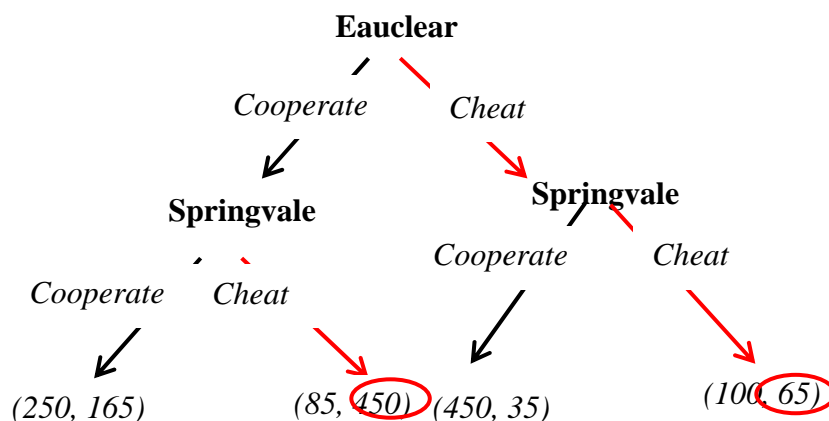 Eauclear
Cooperate Cheat
Springvale Springvale
Cooperate Cheat Cooperate Cheat
(250, 165) (85, 450) (450, 35) (100, 65)